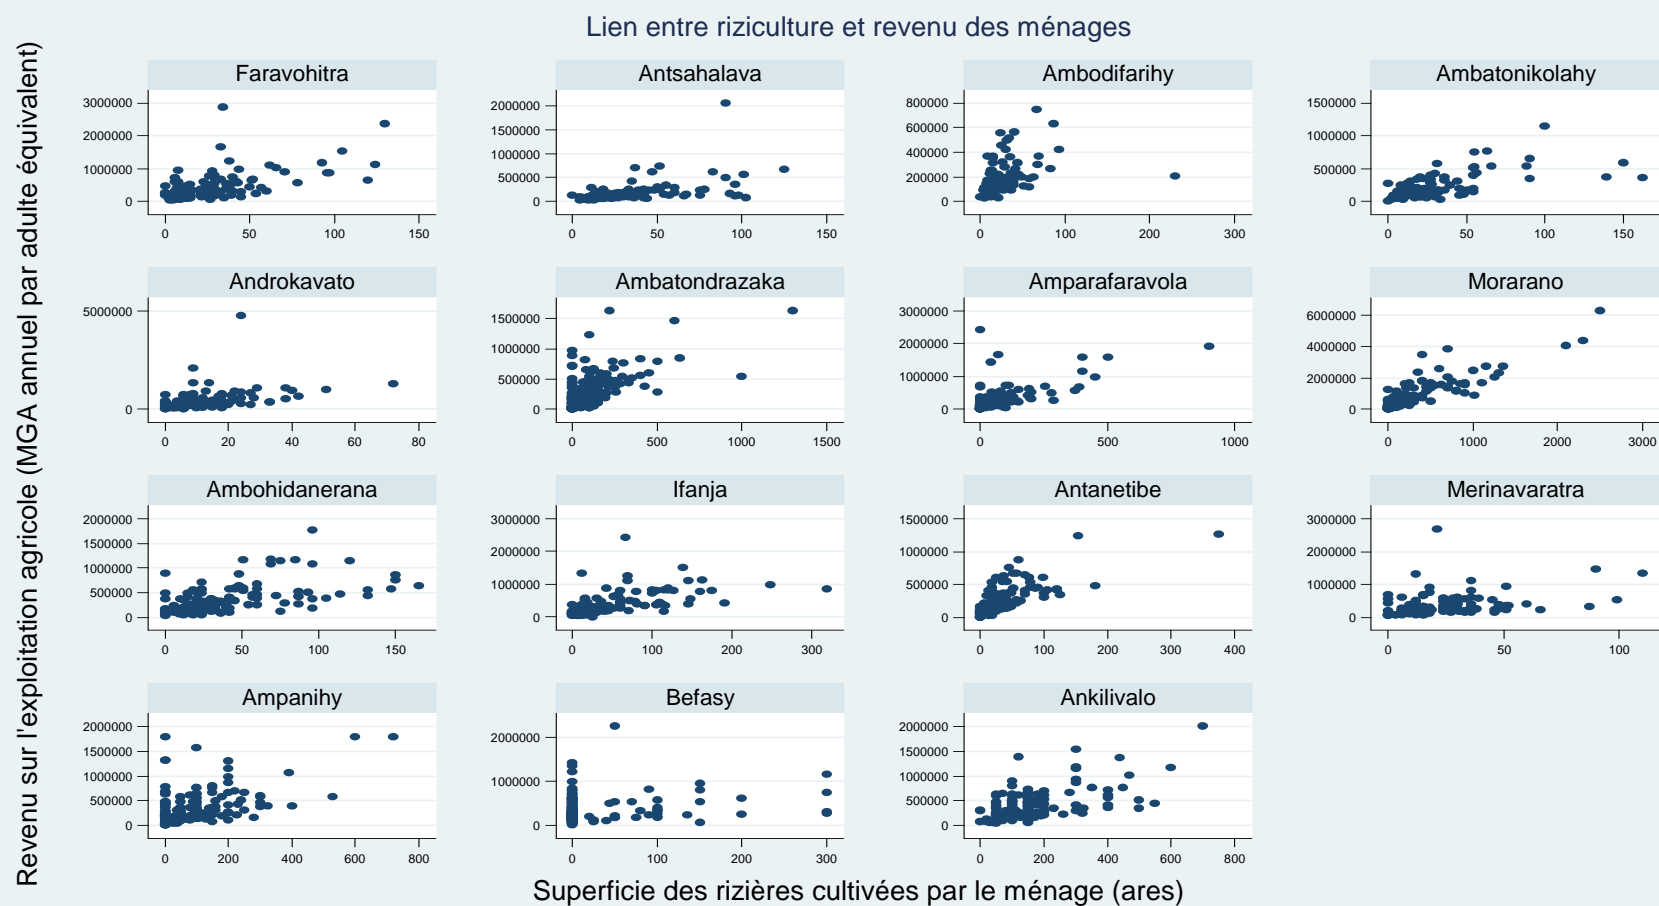 Lien entre riziculture et revenu des ménages
Revenu sur l'exploitation agricole (MGA annuel par adulte équivalent)
Faravohitra
3000000
2000000
1000000
0
0 50 100 150
Antsahalava
2000000
1500000
1000000
500000
0
0 50 100 150
Ambodifarihy
800000
600000
400000
200000
0
0 100 200 300
Ambatonikolahy
1500000
1000000
500000
0
0 50 100 150
Androkavato
5000000
0
0 20 40 60 80
Ambatondrazaka
1500000
1000000
500000
0
0 500 1000 1500
Amparafaravola
3000000
2000000
1000000
0
0 500 1000
Morarano
6000000
4000000
2000000
0
0 1000 2000 3000
Ambohidanerana
2000000
1500000
1000000
500000
0
0 50 100 150
Ifanja
3000000
2000000
1000000
0
0 100 200 300
Antanetibe
1500000
1000000
500000
0
0 100 200 300 400
Merinavaratra
3000000
2000000
1000000
0
0 50 100
Ampanihy
2000000
1500000
1000000
500000
0
0 200 400 600 800
Befasy
2000000
1000000
0
0 100 200 300
Ankilivalo
2000000
1500000
1000000
500000
0
0 200 400 600 800
Superficie des rizières cultivées par le ménage (ares)